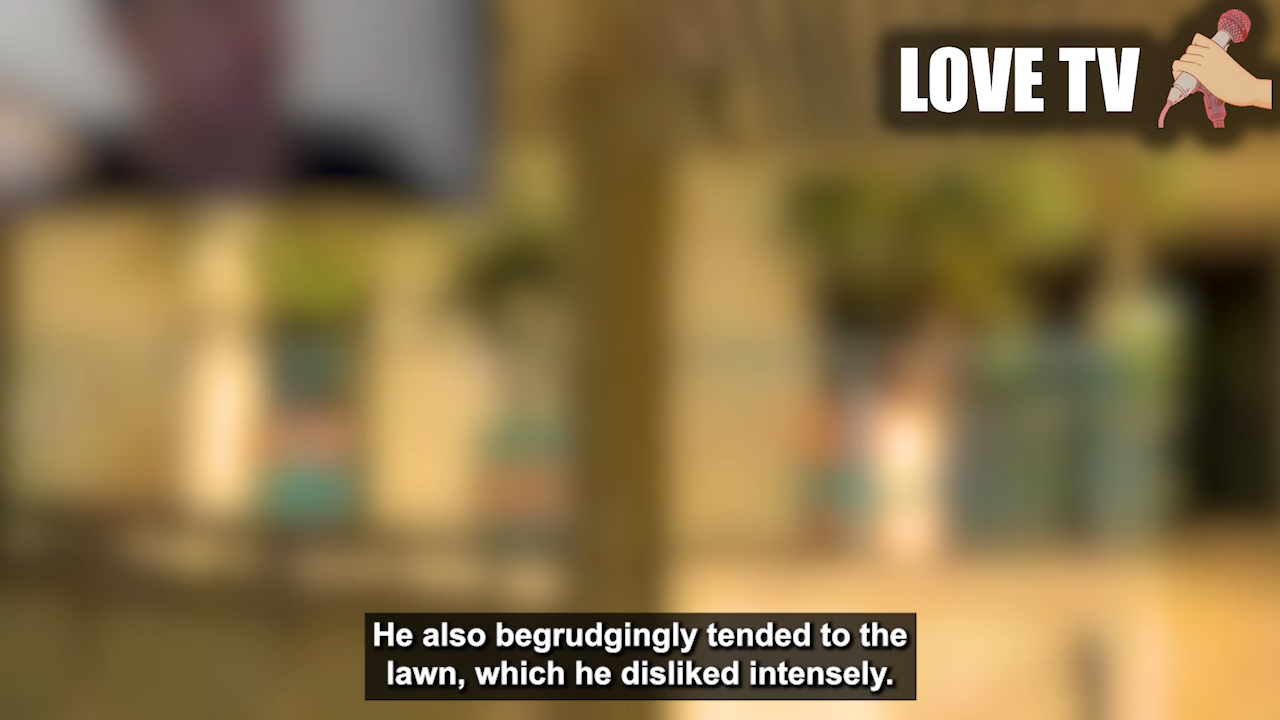 LOVE TV
He also begrudgingly tended to the
lawn, which he disliked intensely.